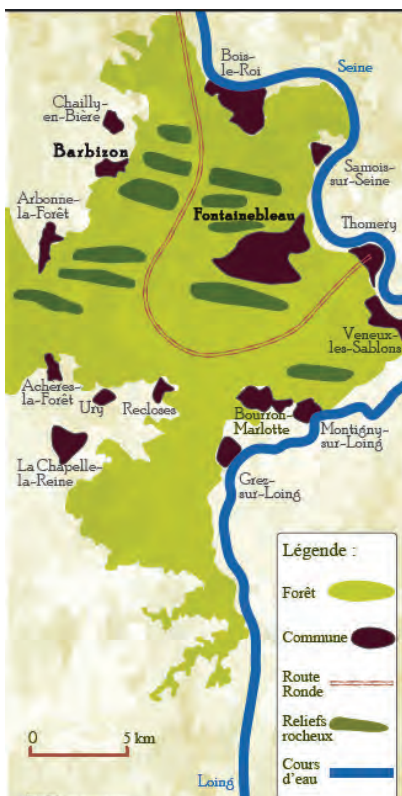 Bois-
le-Roi
Seine
Chailly-
en-Bière
Barbizon
Samois-
sur-Seine
Arbonne-
la-Forêt
Fontainebleau
Thomery
Veneux-
les-Sablons
Achères-
la-Forêt
Ury
Recloses
Bourron-
Marlotte
Montigny-
sur-Loing
La Chapelle-
la-Reine
Grez-
sur-Loing
Légende :
Forêt
Commune
Route
Ronde
Reliefs
rocheux
Cours
d'eau
0 5 km
Loing